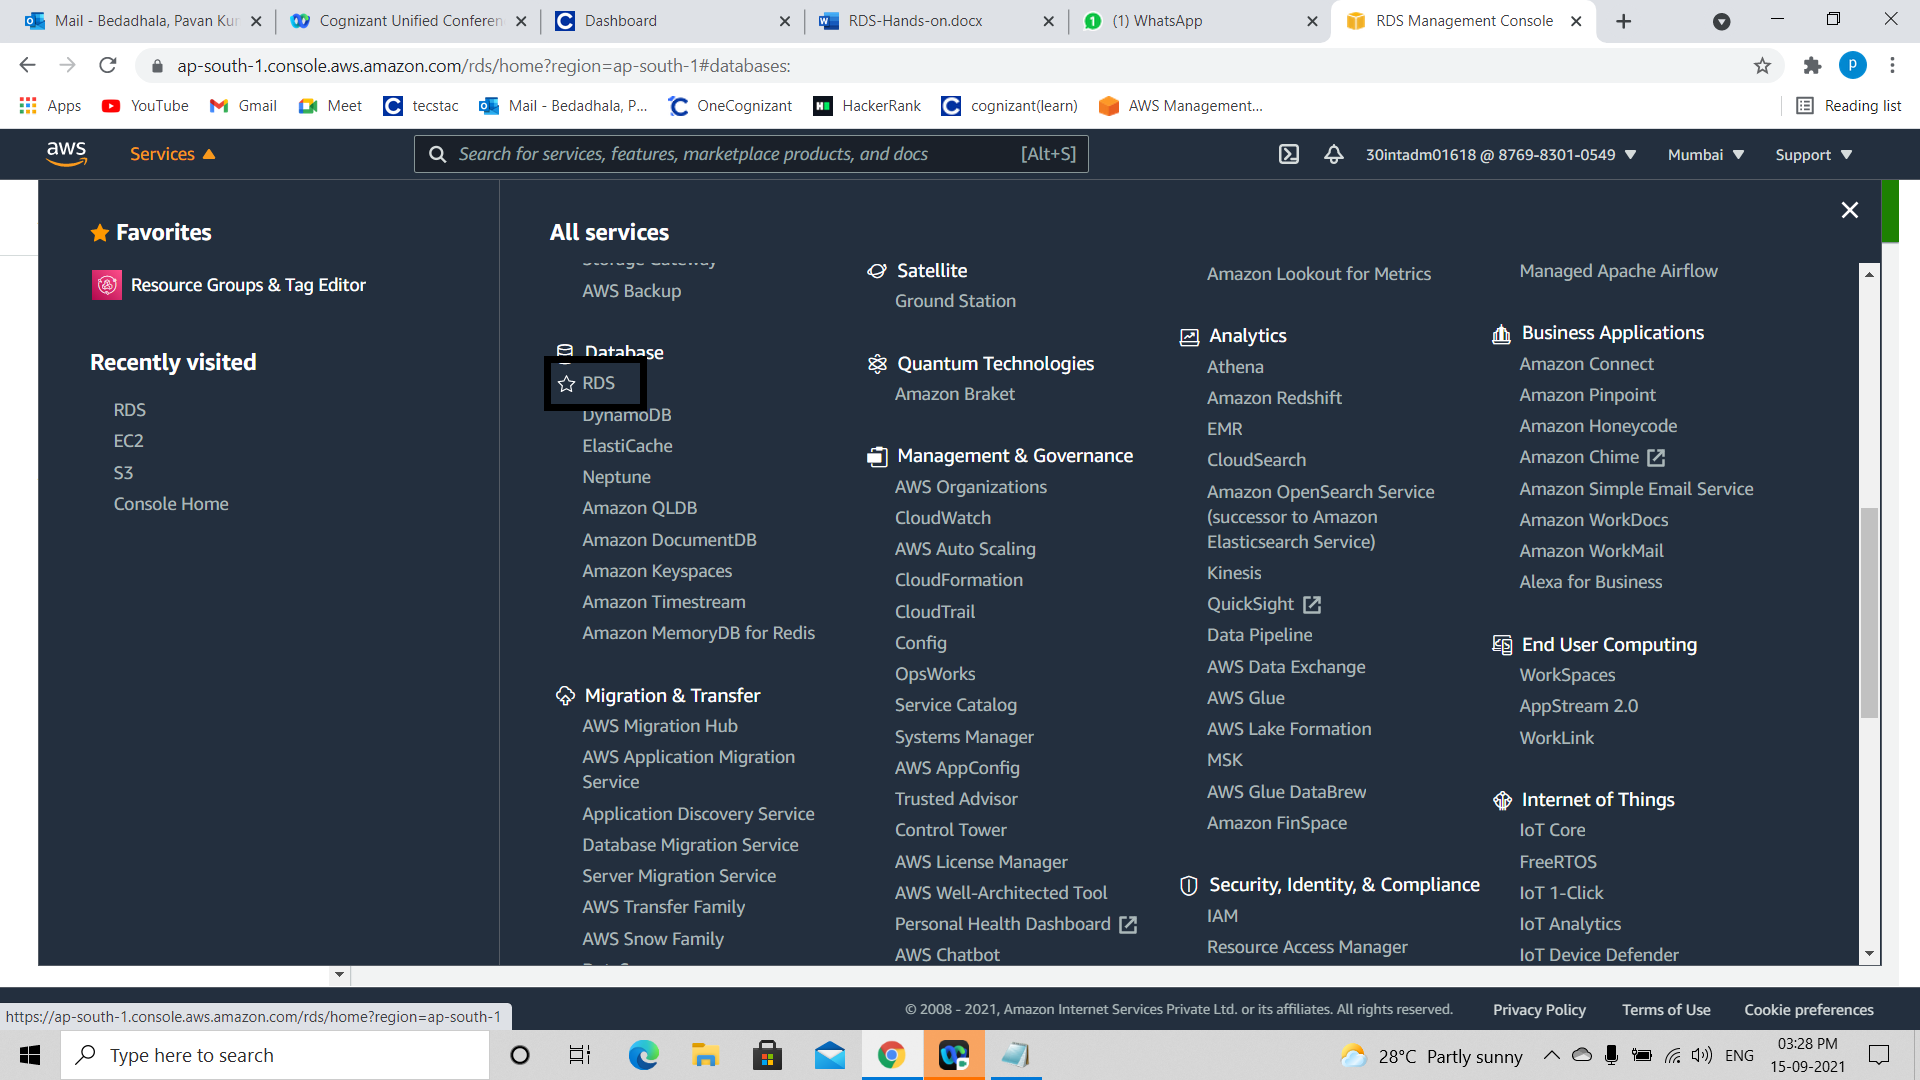 Mail - Bedadhala, Pavan Kur
Cognizant Unified Conferen
Dashboard
RDS-Hands-on.docx
(1) WhatsApp
RDS Management Console
ap-south-1.console.aws.amazon.com/rds/home?region=ap-south-1#databases:
p
Apps
YouTube
Gmail
Meet
tecstac
Mail - Bedadhala, P...
OneCognizant
HackerRank
cognizant(learn)
AWS Management...
Reading list
aws
Services
Search for services, features, marketplace products, and docs
[Alt+S]
30intadm01618 @ 8769-8301-0549
Mumbai
Support
Favorites
Resource Groups & Tag Editor
Recently visited
RDS
EC2
S3
Console Home
All services
Storage Gateway
AWS Backup
Database
RDS
DynamoDB
ElastiCache
Neptune
Amazon QLDB
Amazon DocumentDB
Amazon Keyspaces
Amazon Timestream
Amazon MemoryDB for Redis
Migration & Transfer
AWS Migration Hub
AWS Application Migration
Service
Application Discovery Service
Database Migration Service
Server Migration Service
AWS Transfer Family
AWS Snow Family
Satellite
Ground Station
Quantum Technologies
Amazon Braket
Management & Governance
AWS Organizations
CloudWatch
AWS Auto Scaling
CloudFormation
CloudTrail
Config
OpsWorks
Service Catalog
Systems Manager
AWS AppConfig
Trusted Advisor
Control Tower
AWS License Manager
AWS Well-Architected Tool
Personal Health Dashboard
AWS Chatbot
Amazon Lookout for Metrics
Analytics
Athena
Amazon Redshift
EMR
CloudSearch
Amazon OpenSearch Service
(successor to Amazon
Elasticsearch Service)
Kinesis
QuickSight
Data Pipeline
AWS Data Exchange
AWS Glue
AWS Lake Formation
MSK
AWS Glue DataBrew
Amazon FinSpace
Security, Identity, & Compliance
IAM
Resource Access Manager
Managed Apache Airflow
Business Applications
Amazon Connect
Amazon Pinpoint
Amazon Honeycode
Amazon Chime
Amazon Simple Email Service
Amazon WorkDocs
Amazon WorkMail
Alexa for Business
End User Computing
WorkSpaces
AppStream 2.0
WorkLink
Internet of Things
IoT Core
FreeRTOS
IoT 1-Click
IoT Analytics
IoT Device Defender
https://ap-south-1.console.aws.amazon.com/rds/home?region=ap-south-1
© 2008 - 2021, Amazon Internet Services Private Ltd. or its affiliates. All rights reserved.
Privacy Policy
Terms of Use
Cookie preferences
Type here to search
28°C Partly sunny
ENG
03:28 PM
15-09-2021